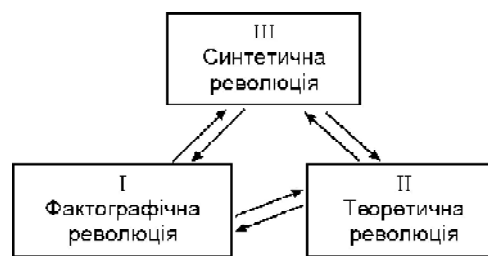 III
Синтетична
революція
I
Фактографічна
революція
II
Теоретична
революція